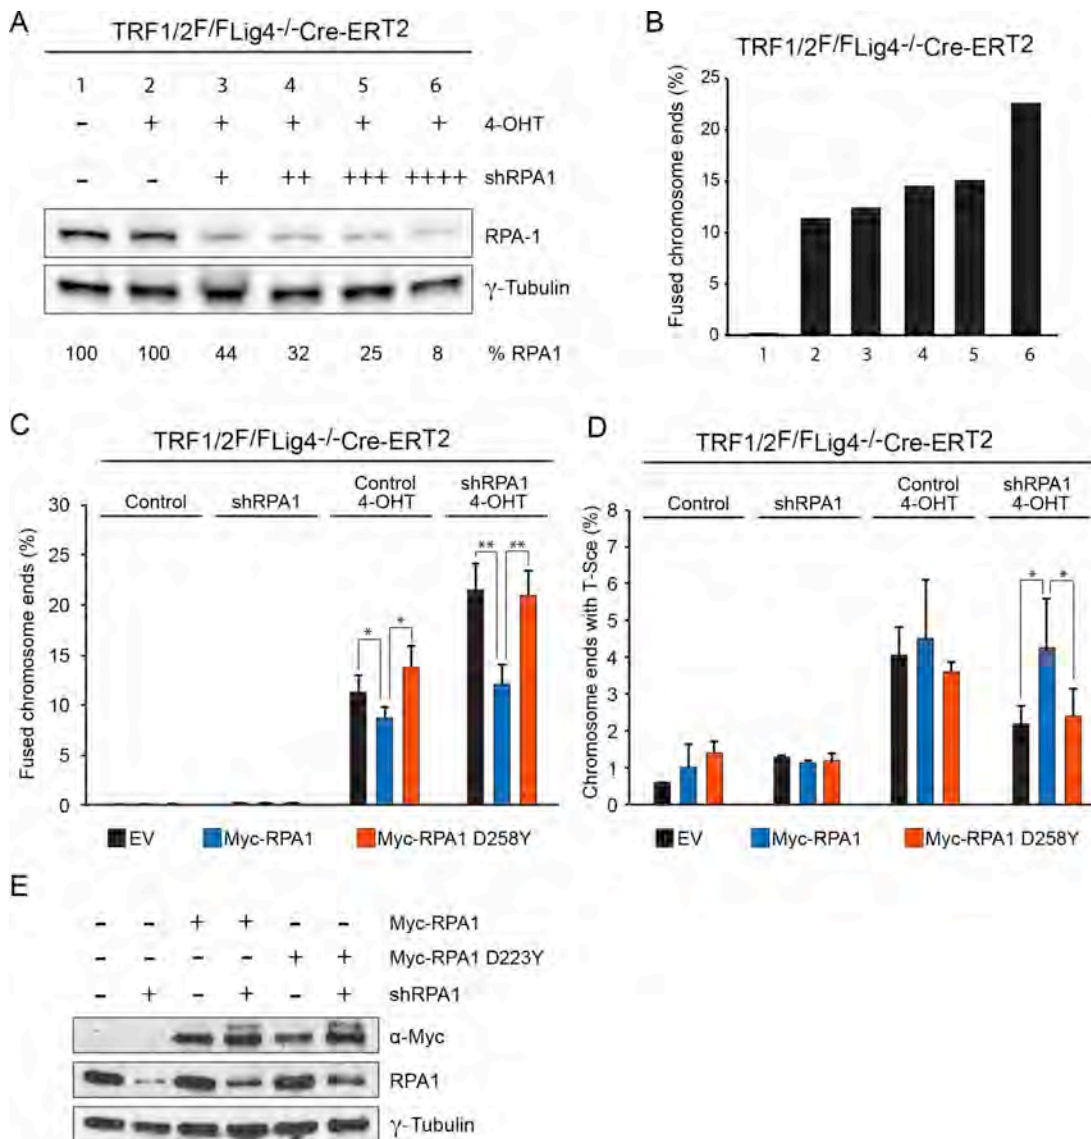 A
TRF1/2F/FLig4-/-Cre-ERT2
1 2 3 4 5 6
- + + + + + 4-OHT
- - + ++ +++ ++++ shRPA1
RPA-1
γ-Tubulin
100 100 44 32 25 8 % RPA1
B
TRF1/2F/FLig4-/-Cre-ERT2
Fused chromosome ends (%)
25
20
15
10
5
0
1 2 3 4 5 6
C
TRF1/2F/FLig4-/-Cre-ERT2
Control shRPA1 Control 4-OHT shRPA1 4-OHT
Fused chromosome ends (%)
30
25
20
15
10
5
0
* * ** **
EV Myc-RPA1 Myc-RPA1 D258Y
D
TRF1/2F/FLig4-/-Cre-ERT2
Control shRPA1 Control 4-OHT shRPA1 4-OHT
Chromosome ends with T-Sce (%)
8
7
6
5
4
3
2
1
0
* *
EV Myc-RPA1 Myc-RPA1 D258Y
E
- - + + - - Myc-RPA1
- - - - + + Myc-RPA1 D223Y
- + - + - + shRPA1
α-Myc
RPA1
γ-Tubulin